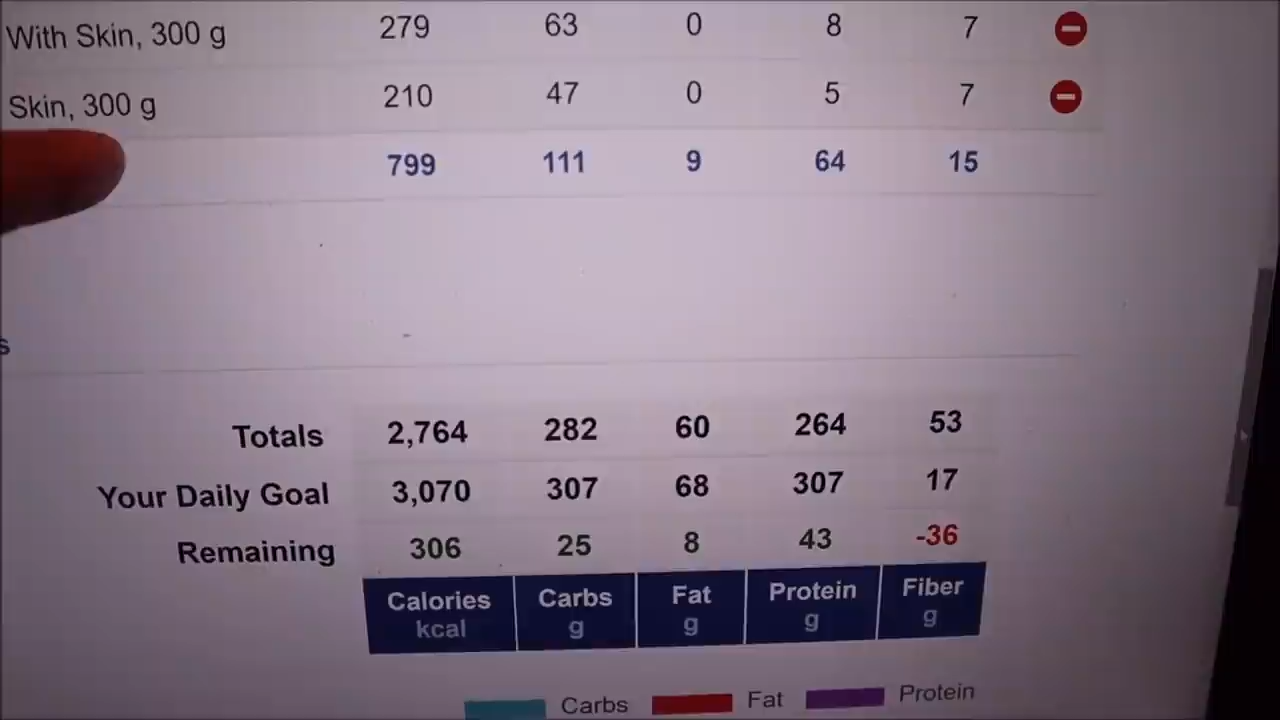 With Skin, 300 g 279 63 0 8 7
Skin, 300 g 210 47 0 5 7
799 111 9 64 15
s
Totals 2,764 282 60 264 53
Your Daily Goal 3,070 307 68 307 17
Remaining 306 25 8 43 -36
Calories Carbs Fat Protein Fiber
kcal g g g g
Carbs Fat Protein